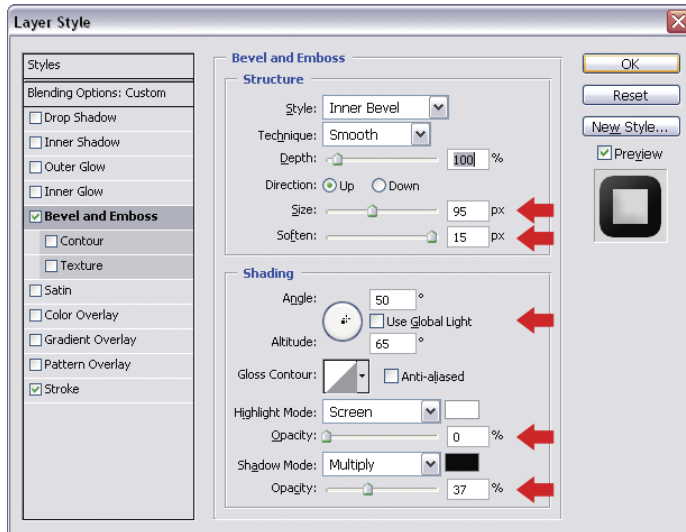 Layer Style
Styles
Blending Options: Custom
Drop Shadow
Inner Shadow
Outer Glow
Inner Glow
Bevel and Emboss
Contour
Texture
Satin
Color Overlay
Gradient Overlay
Pattern Overlay
Stroke
Bevel and Emboss
Structure
Style: Inner Bevel
Technique: Smooth
Depth: 100 %
Direction: Up Down
Size: 95 px
Soften: 15 px
Shading
Angle: 50 °
Use Global Light
Altitude: 65 °
Gloss Contour: Anti-aliased
Highlight Mode: Screen
Opacity: 0 %
Shadow Mode: Multiply
Opacity: 37 %
OK
Reset
New Style...
Preview